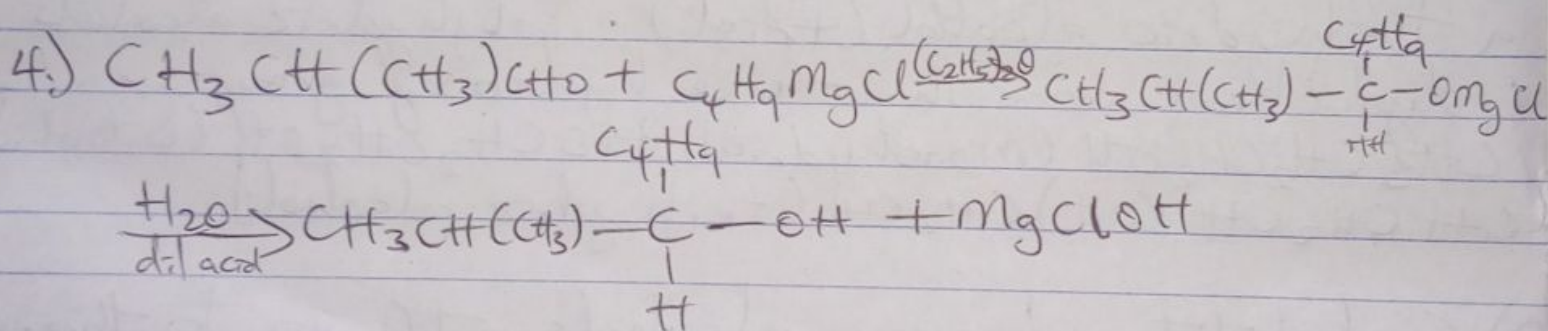 C4H9
4.) CH3CH(CH3)CHO + C4H9MgCl (C2H5)2O→ CH3CH(CH3)–C–OMgCl
H
C4H9
H2O→ CH3CH(CH3)–C–OH + MgClOH
dil acid
H